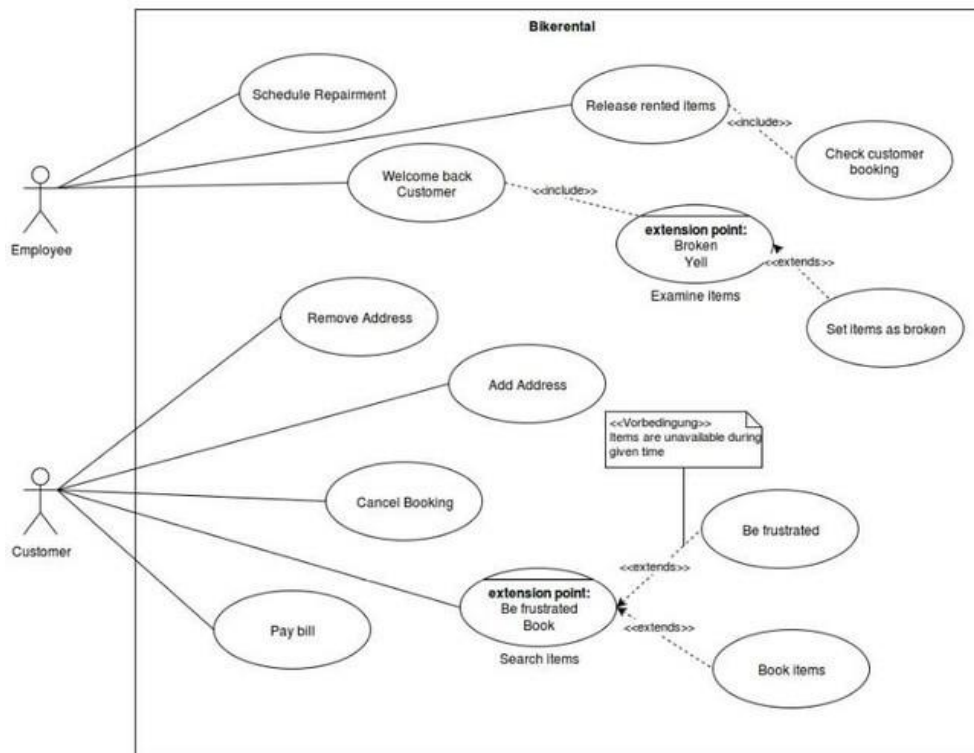 Bikerental
Schedule Repairment
Release rented items
<<include>>
Check customer
booking
Welcome back
Customer
<<include>>
extension point:
Broken
Yell
Examine items
<<extends>>
Set items as broken
Employee
Remove Address
Add Address
<<Vorbedingung>>
Items are unavailable during
given time
Cancel Booking
Customer
Be frustrated
<<extends>>
extension point:
Be frustrated
Book
Search items
<<extends>>
Book items
Pay bill